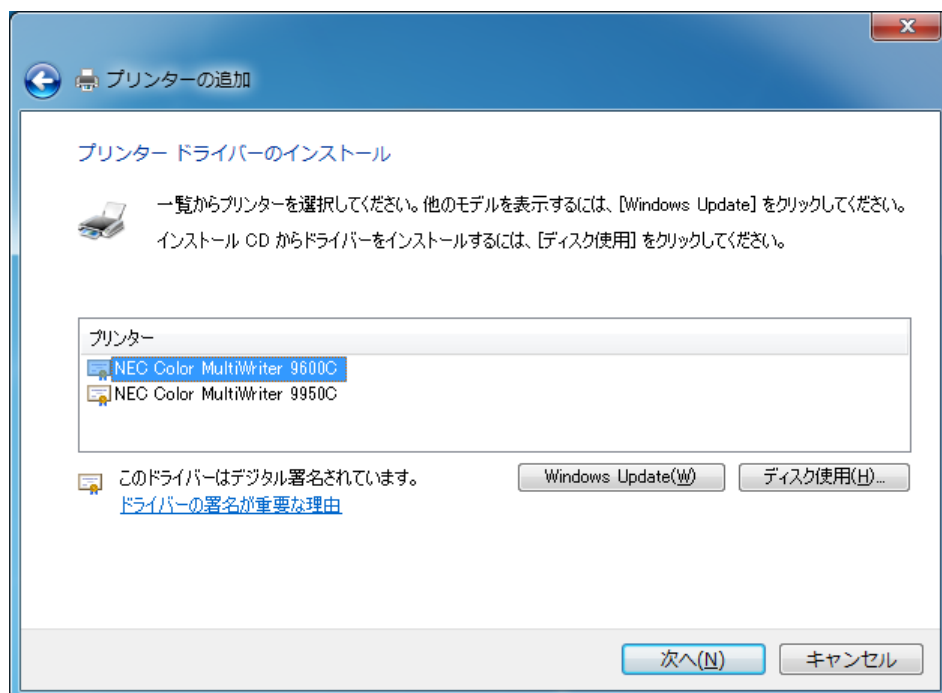 プリンターの追加
プリンター ドライバーのインストール
一覧からプリンターを選択してください。他のモデルを表示するには、[Windows Update] をクリックしてください。
インストール CD からドライバーをインストールするには、[ディスク使用] をクリックしてください。
プリンター
NEC Color MultiWriter 9600C
NEC Color MultiWriter 9950C
このドライバーはデジタル署名されています。
Windows Update(W)
ディスク使用(H)...
ドライバーの署名が重要な理由
次へ(N)
キャンセル